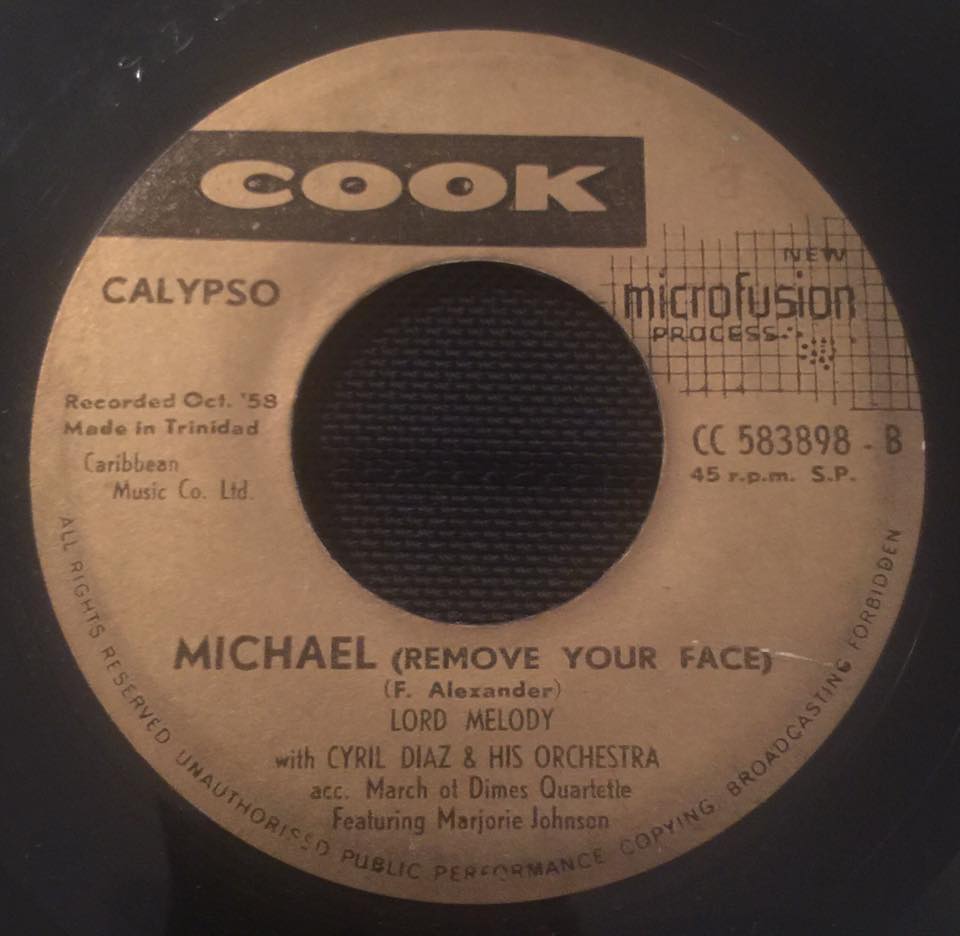 COOK
CALYPSO
NEW
microfusion
PROCESS
Recorded Oct. '58
Made in Trinidad
Caribbean
Music Co. Ltd.
CC 583898 - B
45 r.p.m. S.P.
MICHAEL (REMOVE YOUR FACE)
(F. Alexander)
LORD MELODY
with CYRIL DIAZ & HIS ORCHESTRA
acc. March of Dimes Quartette
Featuring Marjorie Johnson
ALL RIGHTS RESERVED UNAUTHORISED PUBLIC PERFORMANCE COPYING, BROADCASTING FORBIDDEN